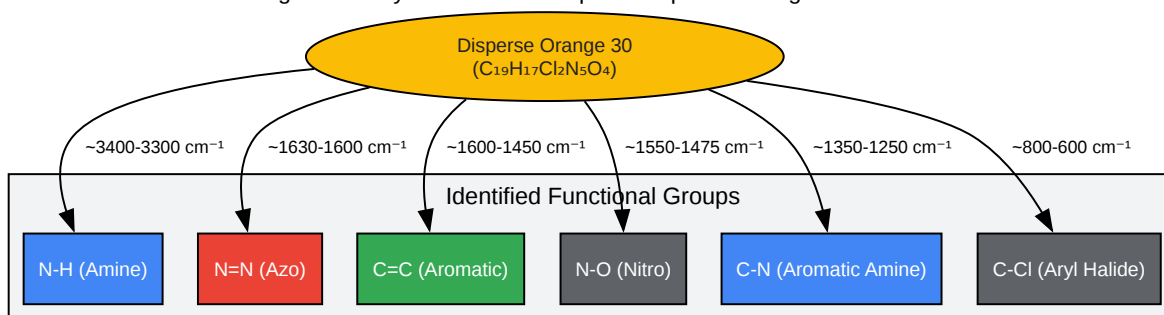 Disperse Orange 30
(C₁₉H₁₇Cl₂N₅O₄)
~3400-3300 cm⁻¹
~1630-1600 cm⁻¹
~1600-1450 cm⁻¹
~1550-1475 cm⁻¹
~1350-1250 cm⁻¹
~800-600 cm⁻¹
Identified Functional Groups
N-H (Amine)
N=N (Azo)
C=C (Aromatic)
N-O (Nitro)
C-N (Aromatic Amine)
C-Cl (Aryl Halide)